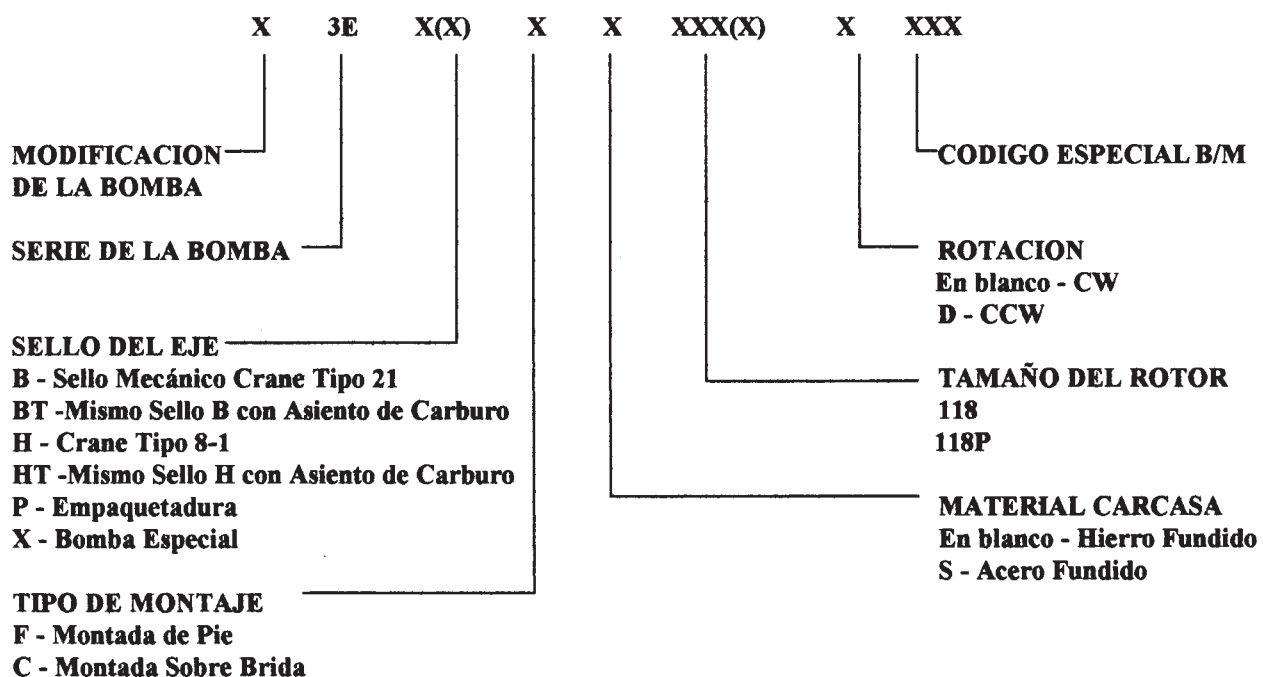 X 3E X(X) X X XXX(X) X XXX
MODIFICACION
DE LA BOMBA
SERIE DE LA BOMBA
SELLO DEL EJE
B - Sello Mecánico Crane Tipo 21
BT -Mismo Sello B con Asiento de Carburo
H - Crane Tipo 8-1
HT -Mismo Sello H con Asiento de Carburo
P - Empaquetadura
X - Bomba Especial
TIPO DE MONTAJE
F - Montada de Pie
C - Montada Sobre Brida
CODIGO ESPECIAL B/M
ROTACION
En blanco - CW
D - CCW
TAMAÑO DEL ROTOR
118
118P
MATERIAL CARCASA
En blanco - Hierro Fundido
S - Acero Fundido